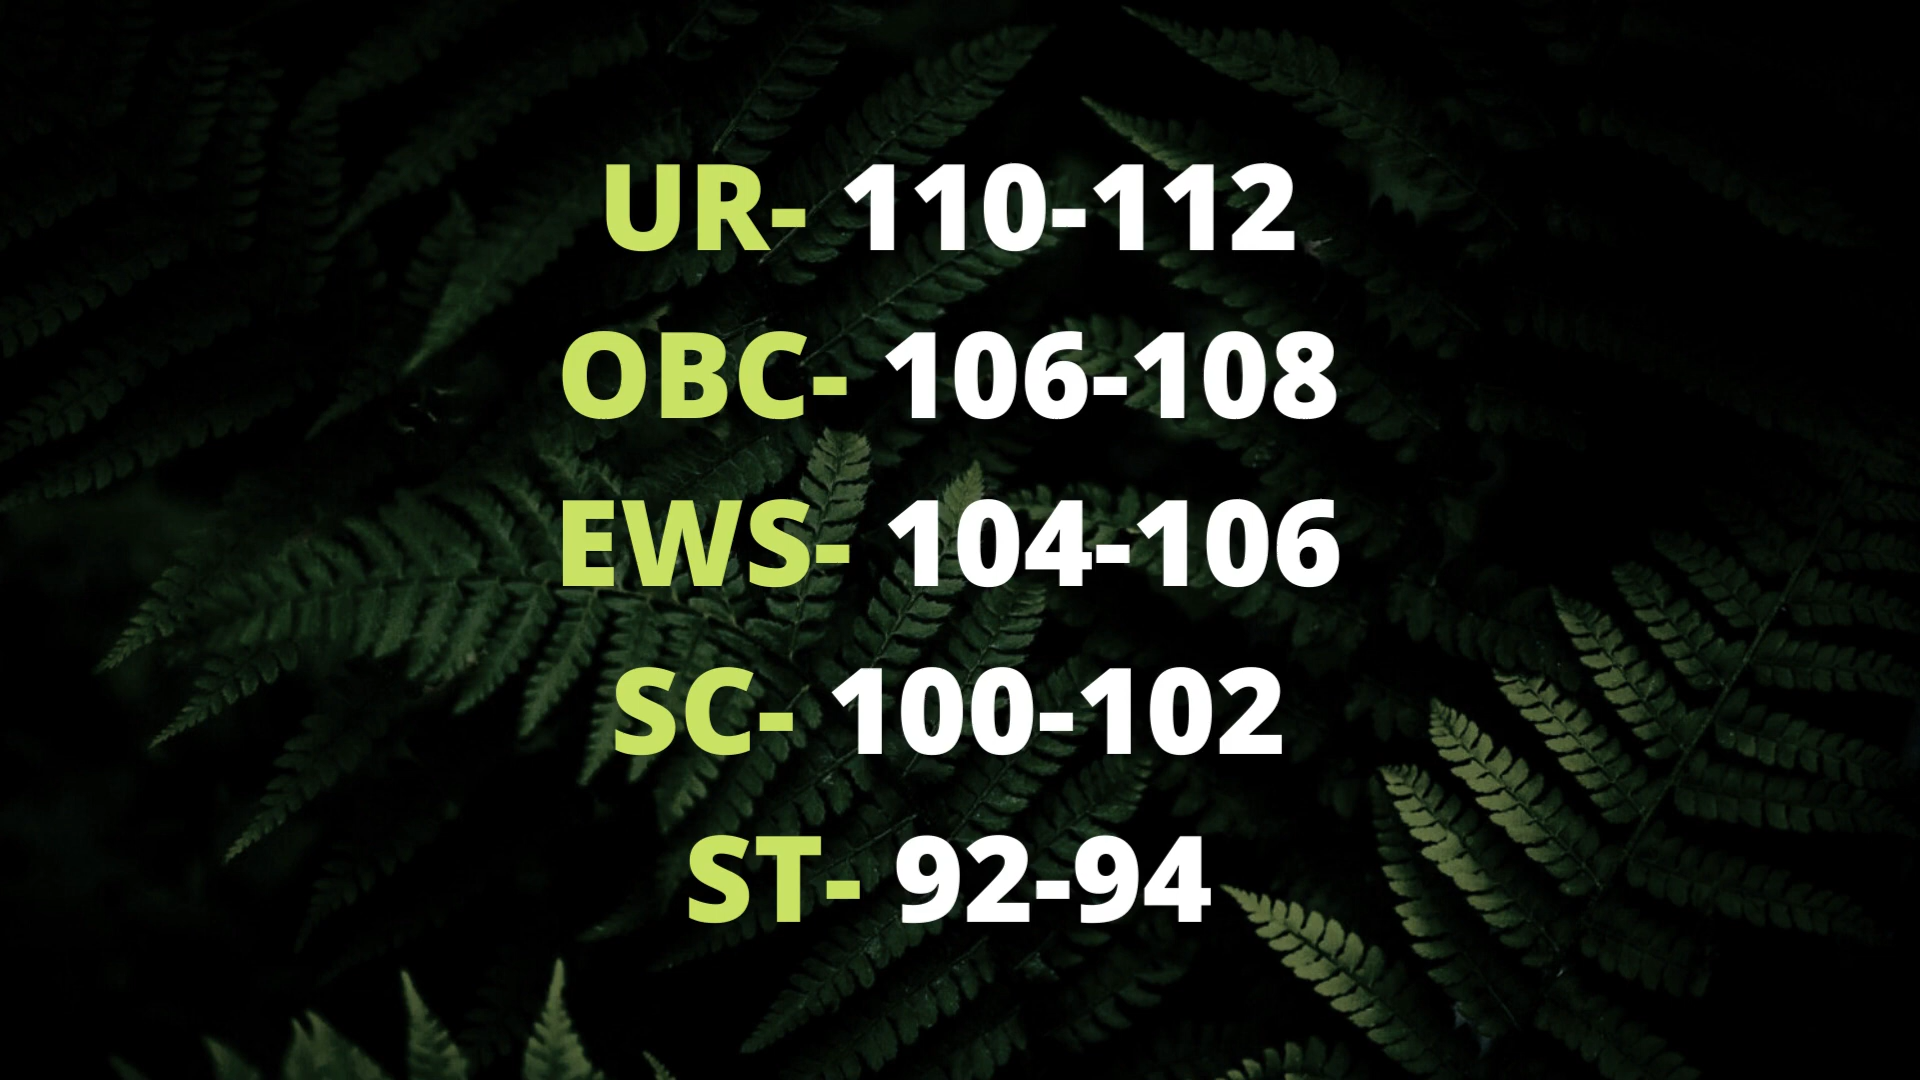 UR- 110-112
OBC- 106-108
EWS- 104-106
SC- 100-102
ST- 92-94